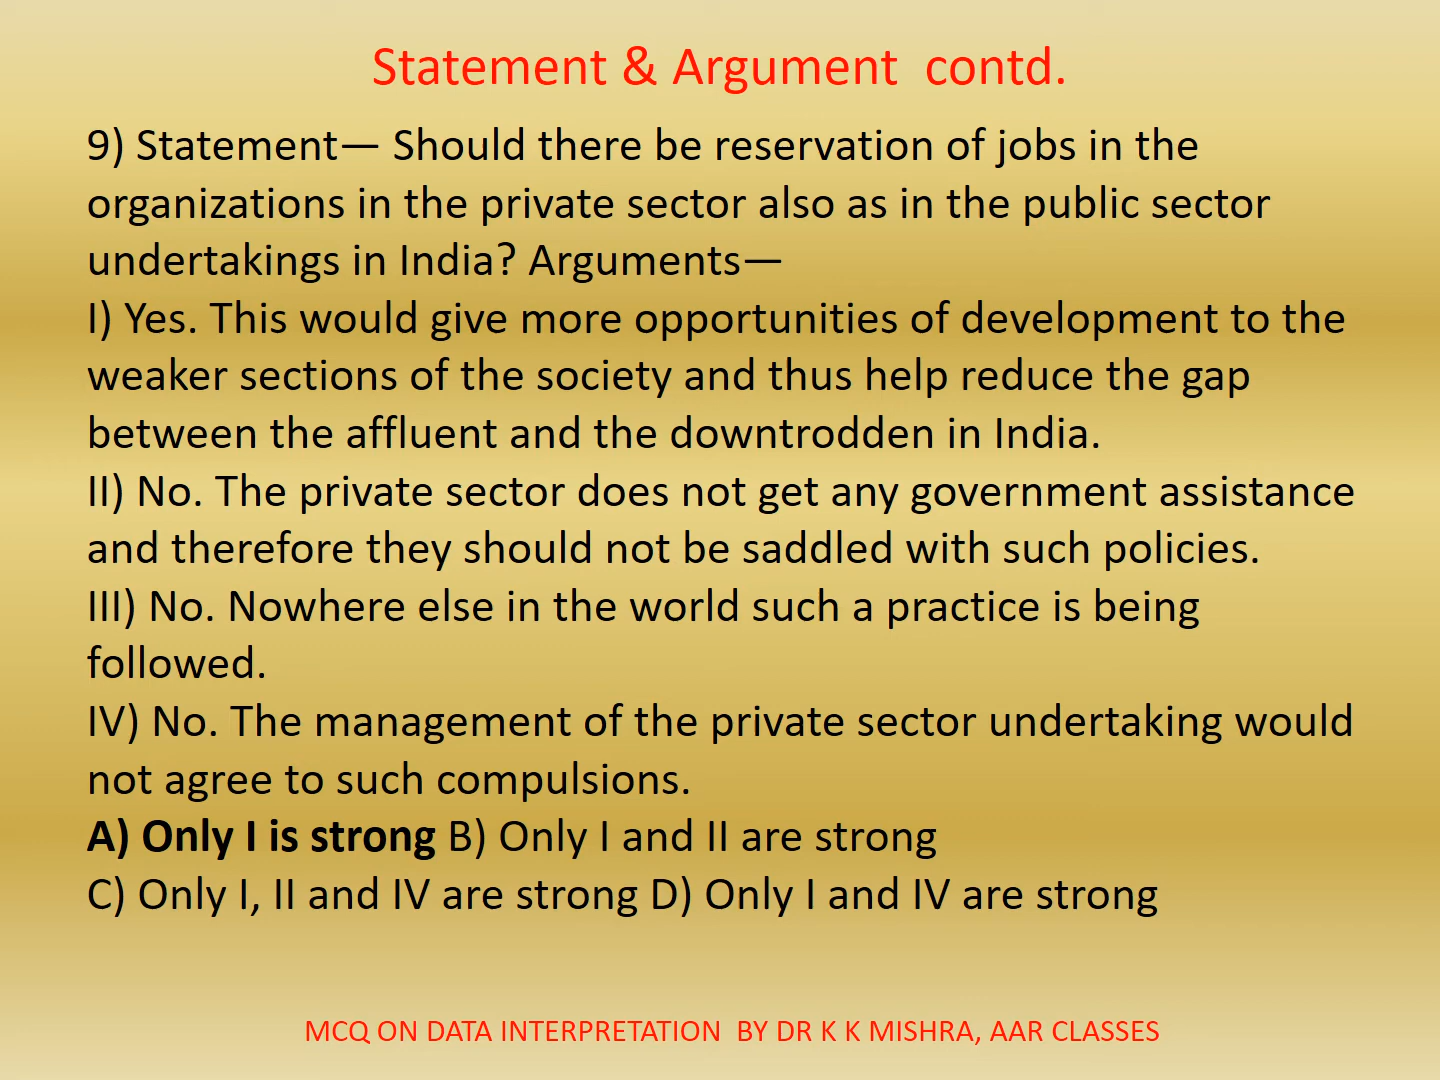 Statement & Argument  contd.
9) Statement— Should there be reservation of jobs in the
organizations in the private sector also as in the public sector
undertakings in India? Arguments—
I) Yes. This would give more opportunities of development to the
weaker sections of the society and thus help reduce the gap
between the affluent and the downtrodden in India.
II) No. The private sector does not get any government assistance
and therefore they should not be saddled with such policies.
III) No. Nowhere else in the world such a practice is being
followed.
IV) No. The management of the private sector undertaking would
not agree to such compulsions.
A) Only I is strong B) Only I and II are strong
C) Only I, II and IV are strong D) Only I and IV are strong
MCQ ON DATA INTERPRETATION  BY DR K K MISHRA, AAR CLASSES